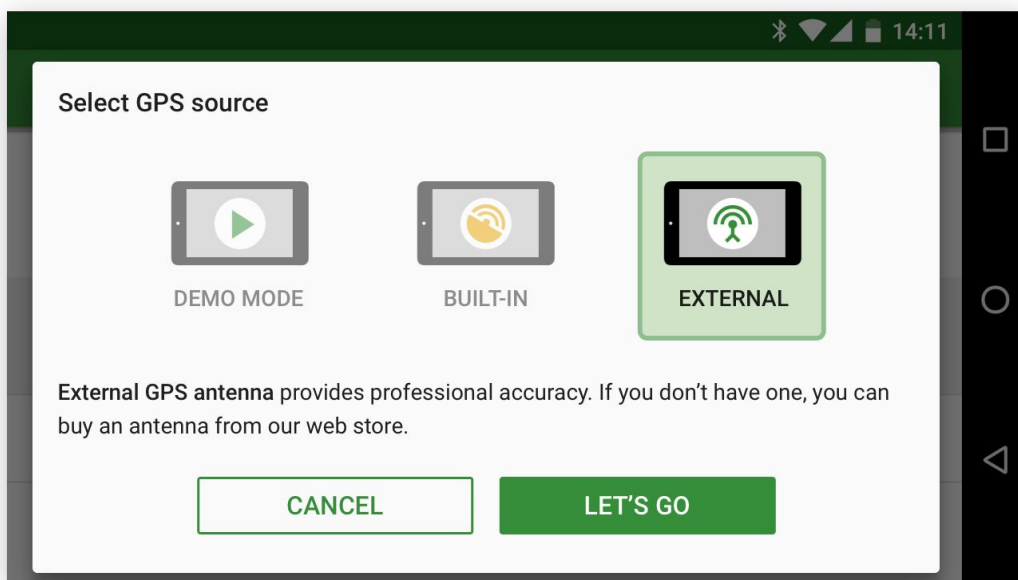 14:11
Select GPS source
DEMO MODE
BUILT-IN
EXTERNAL
External GPS antenna provides professional accuracy. If you don’t have one, you can
buy an antenna from our web store.
CANCEL
LET’S GO